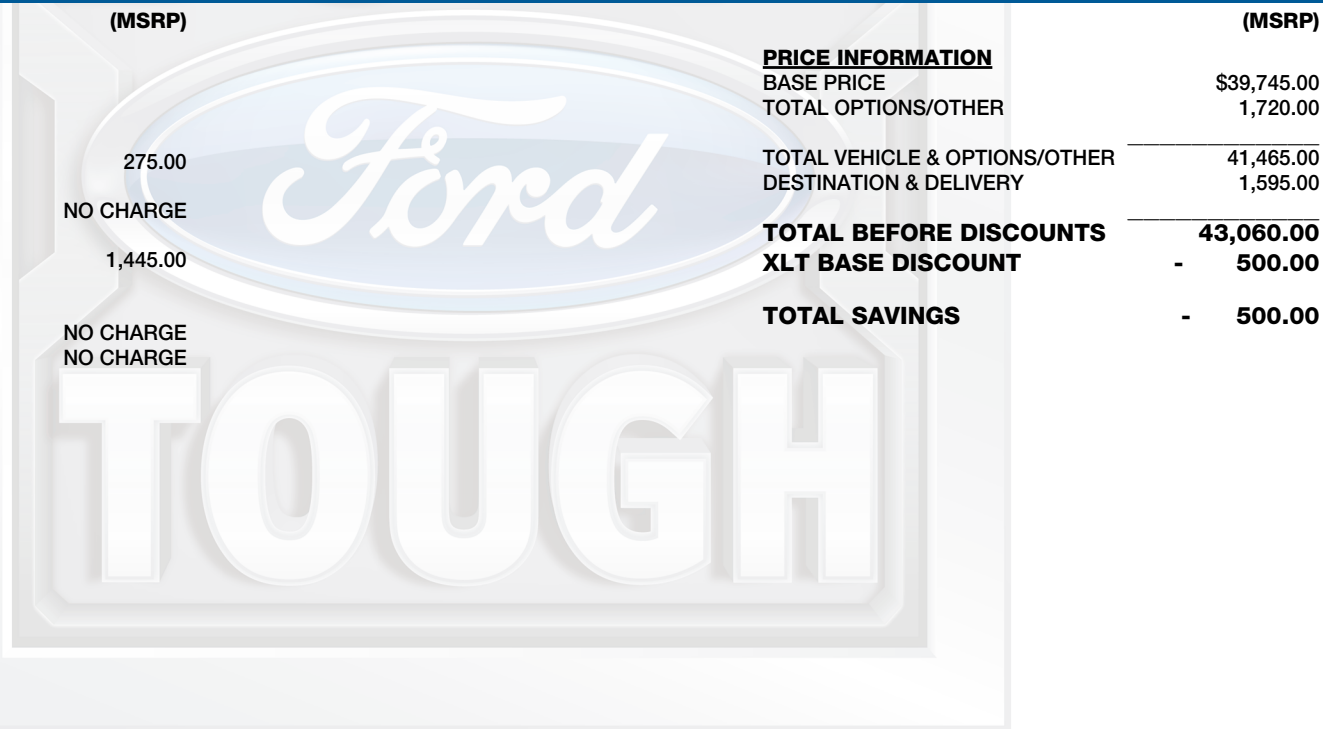 (MSRP)
275.00
NO CHARGE
1,445.00
NO CHARGE
NO CHARGE
Ford
TOUGH
(MSRP)
PRICE INFORMATION
BASE PRICE $39,745.00
TOTAL OPTIONS/OTHER 1,720.00
TOTAL VEHICLE & OPTIONS/OTHER 41,465.00
DESTINATION & DELIVERY 1,595.00
TOTAL BEFORE DISCOUNTS 43,060.00
XLT BASE DISCOUNT - 500.00
TOTAL SAVINGS - 500.00